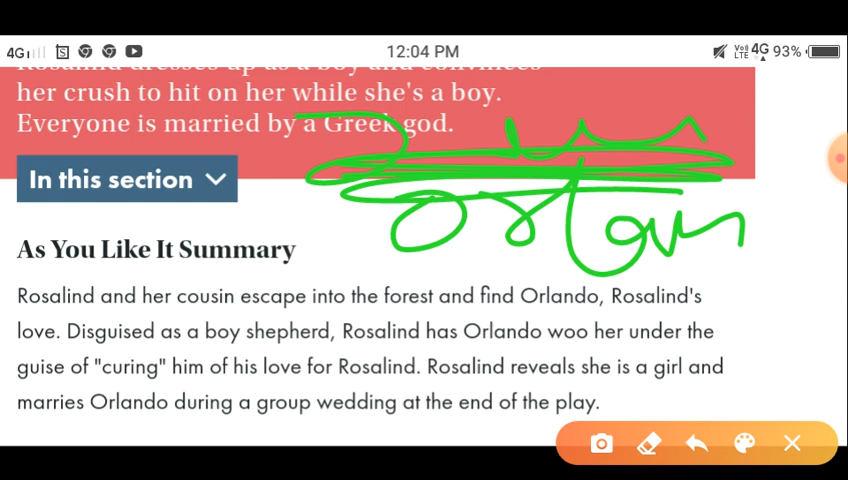 4G
12:04 PM
VoB LTE 4G 93%
her crush to hit on her while she's a boy.
Everyone is married by a Greek god.
In this section
As You Like It Summary
Rosalind and her cousin escape into the forest and find Orlando, Rosalind's
love. Disguised as a boy shepherd, Rosalind has Orlando woo her under the
guise of "curing" him of his love for Rosalind. Rosalind reveals she is a girl and
marries Orlando during a group wedding at the end of the play.